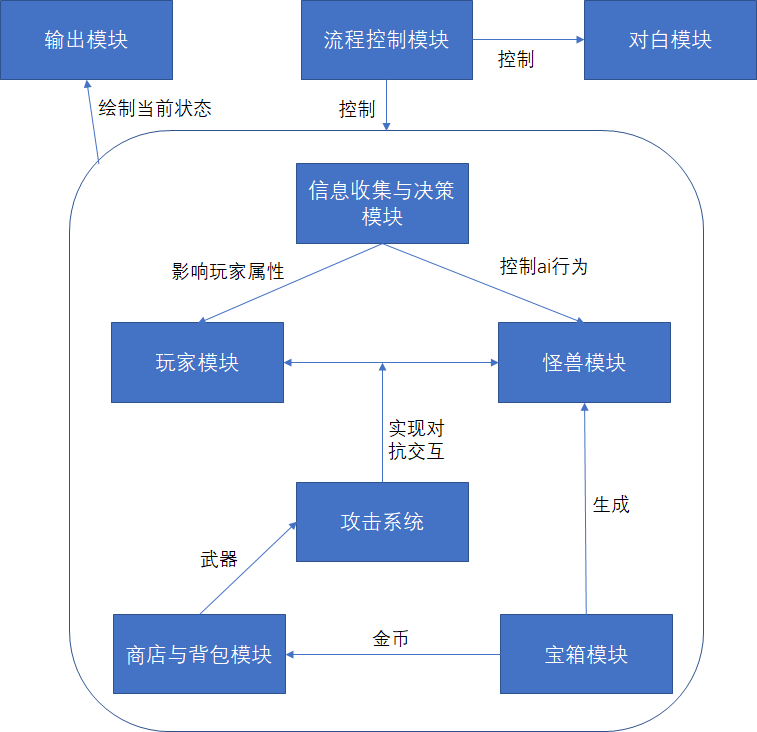 输出模块
流程控制模块
对白模块
控制
绘制当前状态
控制
信息收集与决策
模块
影响玩家属性
控制ai行为
玩家模块
怪兽模块
实现对
抗交互
攻击系统
生成
武器
商店与背包模块
金币
宝箱模块